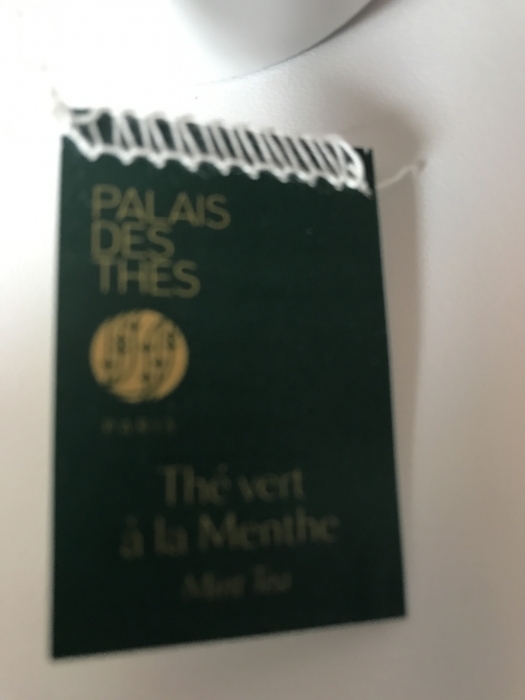 PALAIS
DES
THÉS
PARIS
Thé vert
à la Menthe
Mint Tea